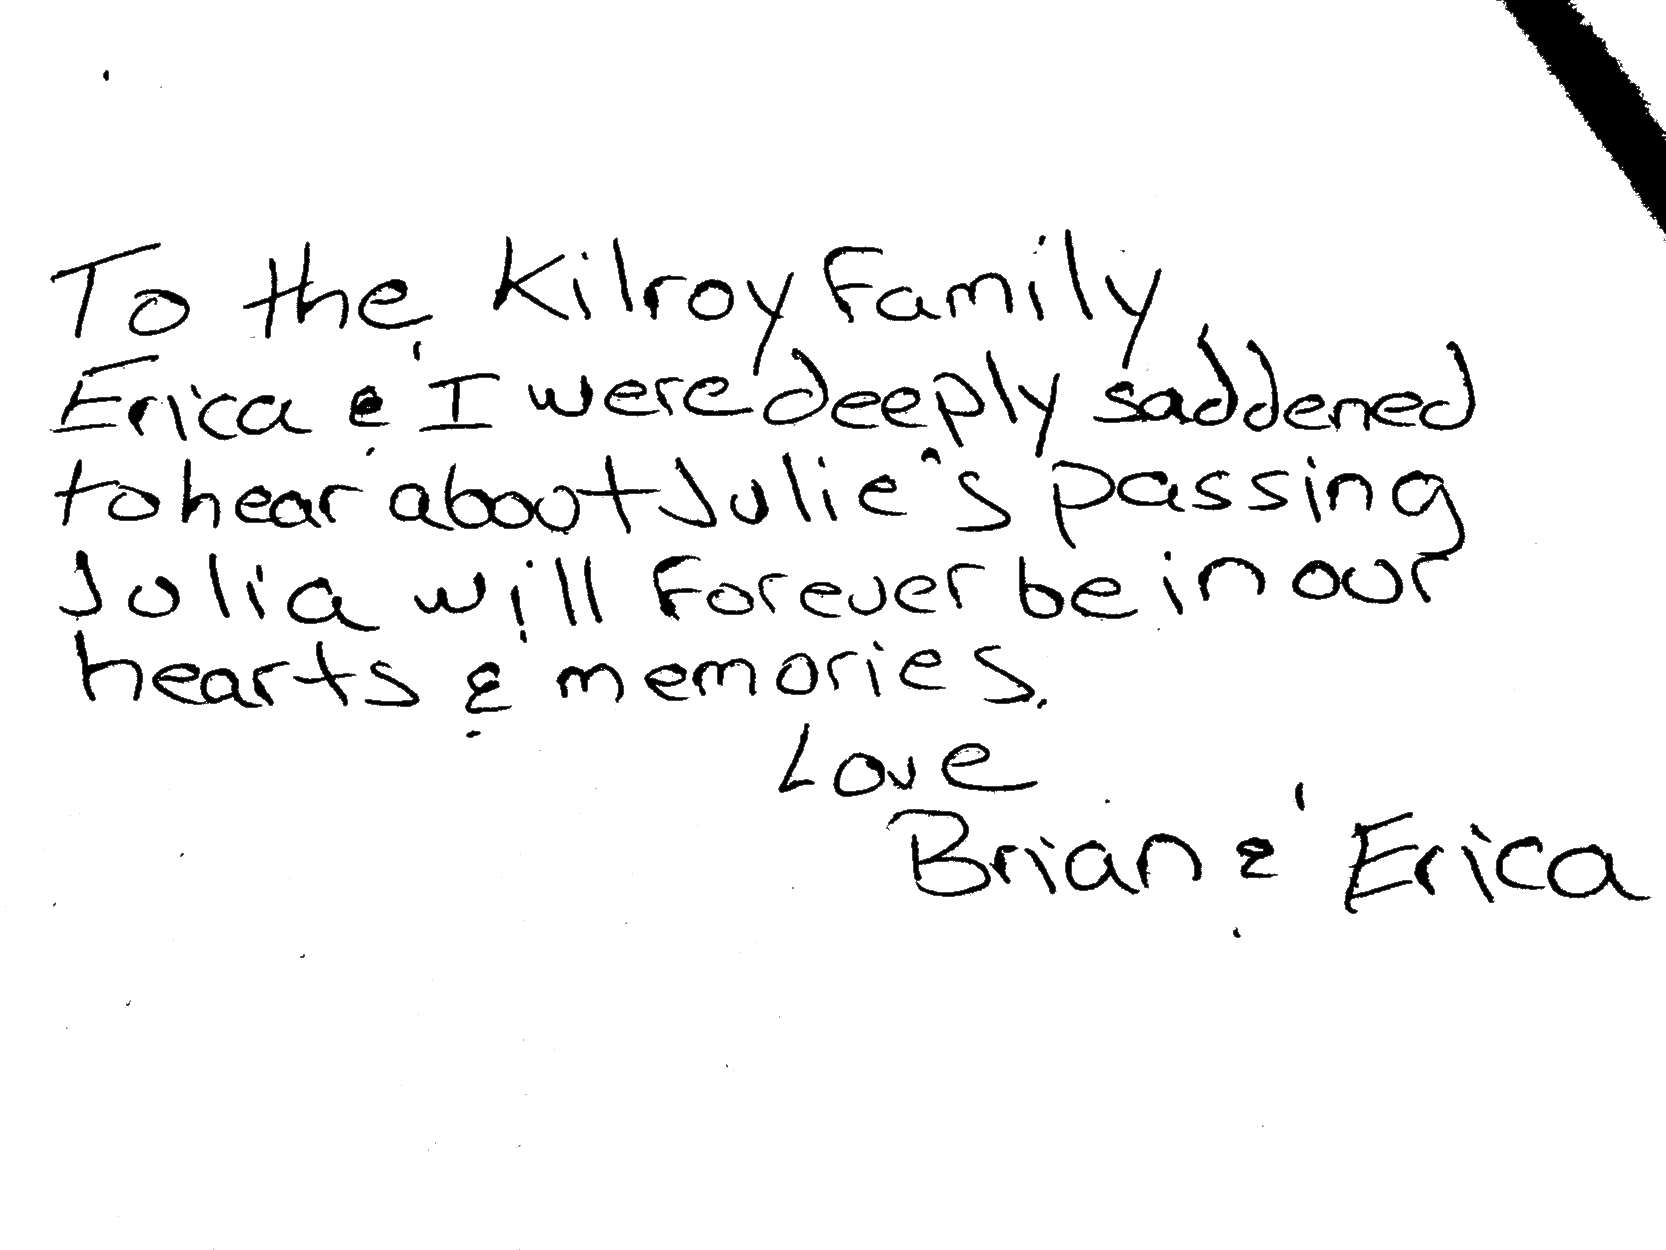 To the Kilroy Family
Erica & I were deeply saddened
to hear about Julie's passing
Julia will forever be in our
hearts & memories.
Love
Brian & Erica